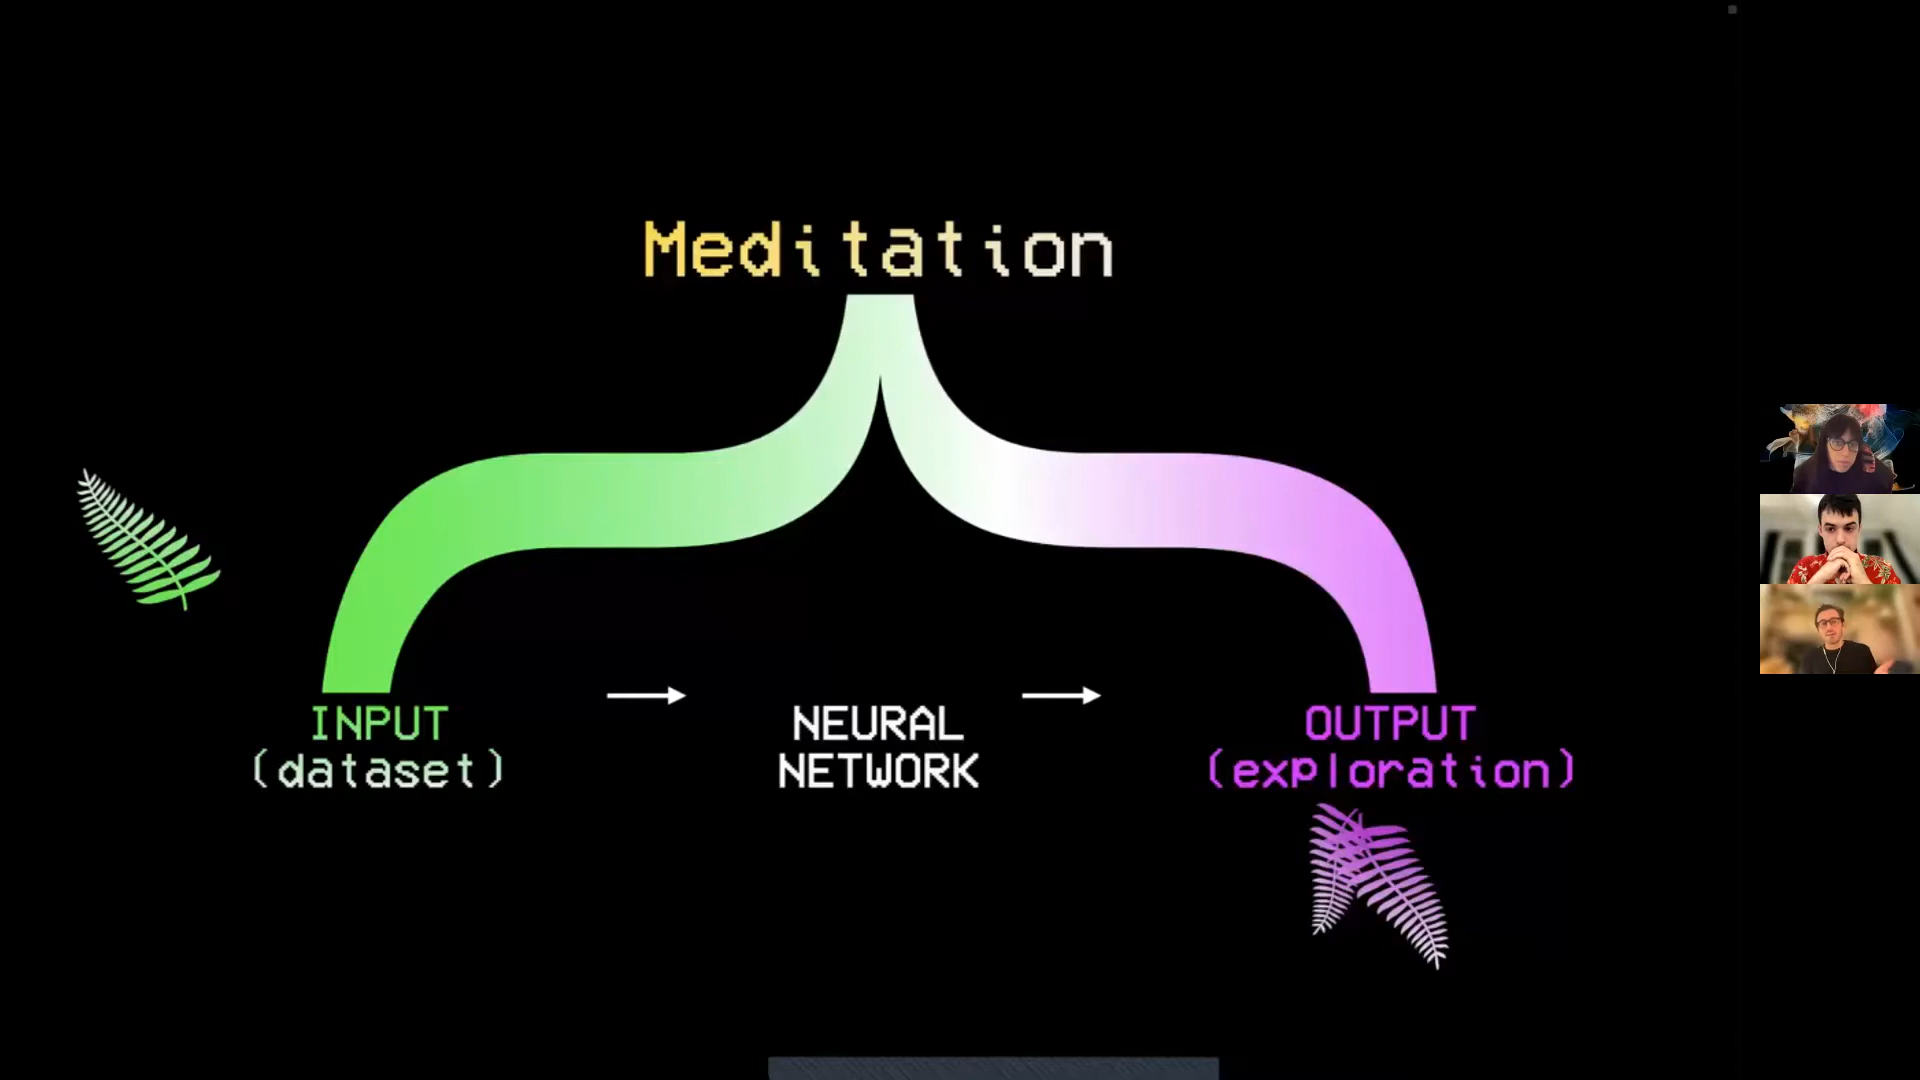 Meditation
INPUT
(dataset)
NEURAL
NETWORK
OUTPUT
(exploration)